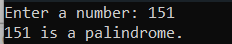 Enter a number: 151
151 is a palindrome.